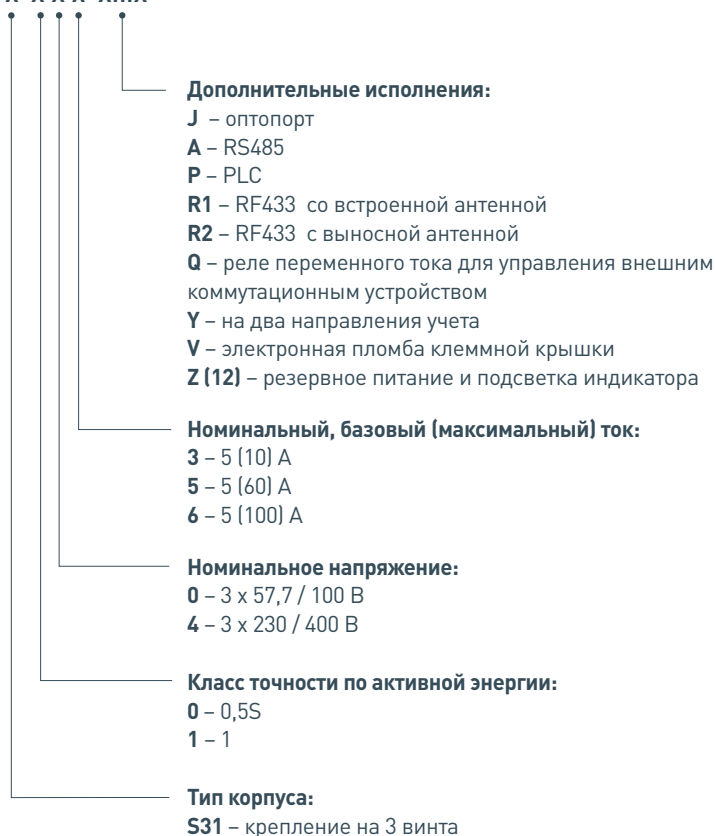 Дополнительные исполнения:
J – оптопорт
A – RS485
P – PLC
R1 – RF433 со встроенной антенной
R2 – RF433 с выносной антенной
Q – реле переменного тока для управления внешним
коммутационным устройством
Y – на два направления учета
V – электронная пломба клеммной крышки
Z (12) – резервное питание и подсветка индикатора
Номинальный, базовый (максимальный) ток:
3 – 5 (10) А
5 – 5 (60) А
6 – 5 (100) А
Номинальное напряжение:
0 – 3 x 57,7 / 100 В
4 – 3 x 230 / 400 В
Класс точности по активной энергии:
0 – 0,5S
1 – 1
Тип корпуса:
S31 – крепление на 3 винта